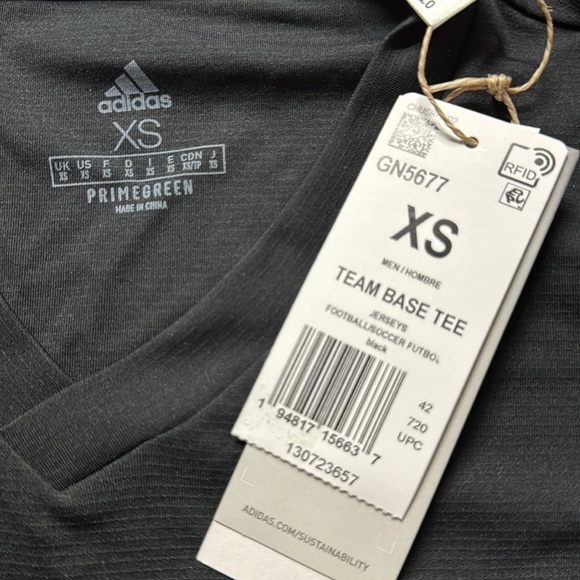 adidas
XS
UK US F D I E CDN J
XS XS XS XS XS XS XS/TP XS
PRIMEGREEN
MADE IN CHINA
GN5677
RFID
XS
MEN / HOMBRE
TEAM BASE TEE
JERSEYS
FOOTBALL/SOCCER FUTBOL
black
42
720
UPC
1 94817 15663 7
130723657
ADIDAS.COM/SUSTAINABILITY